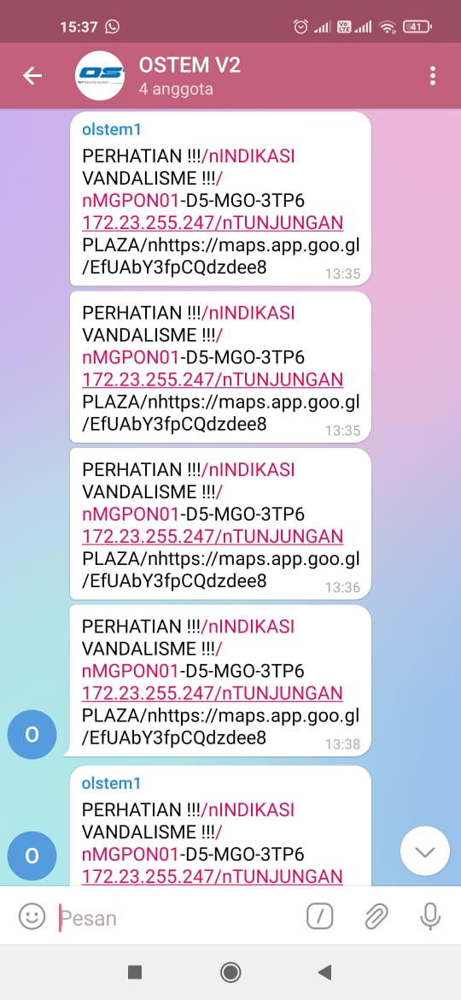 15:37
41
OS
OSTEM V2
4 anggota
olstem1
PERHATIAN !!!/nINDIKASI
VANDALISME !!!/
nMGPON01-D5-MGO-3TP6
172.23.255.247/nTUNJUNGAN
PLAZA/nhttps://maps.app.goo.gl
/EfUAbY3fpCQdzdee8
13:35
PERHATIAN !!!/nINDIKASI
VANDALISME !!!/
nMGPON01-D5-MGO-3TP6
172.23.255.247/nTUNJUNGAN
PLAZA/nhttps://maps.app.goo.gl
/EfUAbY3fpCQdzdee8
13:35
PERHATIAN !!!/nINDIKASI
VANDALISME !!!/
nMGPON01-D5-MGO-3TP6
172.23.255.247/nTUNJUNGAN
PLAZA/nhttps://maps.app.goo.gl
/EfUAbY3fpCQdzdee8
13:36
PERHATIAN !!!/nINDIKASI
VANDALISME !!!/
nMGPON01-D5-MGO-3TP6
172.23.255.247/nTUNJUNGAN
PLAZA/nhttps://maps.app.goo.gl
/EfUAbY3fpCQdzdee8
13:38
O
olstem1
PERHATIAN !!!/nINDIKASI
VANDALISME !!!/
nMGPON01-D5-MGO-3TP6
172.23.255.247/nTUNJUNGAN
O
Pesan